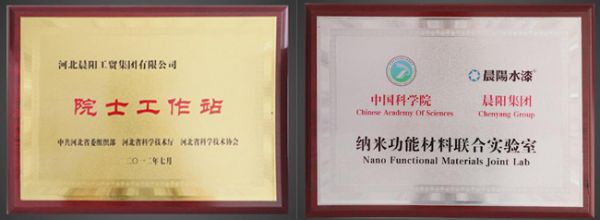 河北晨阳工贸集团有限公司
院士工作站
中共河北省委组织部 河北省科学技术厅 河北省科学技术协会
二〇一二年七月
晨陽水漆®
中国科学院 晨阳集团
Chinese Academy Of Sciences Chenyang Group
纳米功能材料联合实验室
Nano Functional Materials Joint Lab